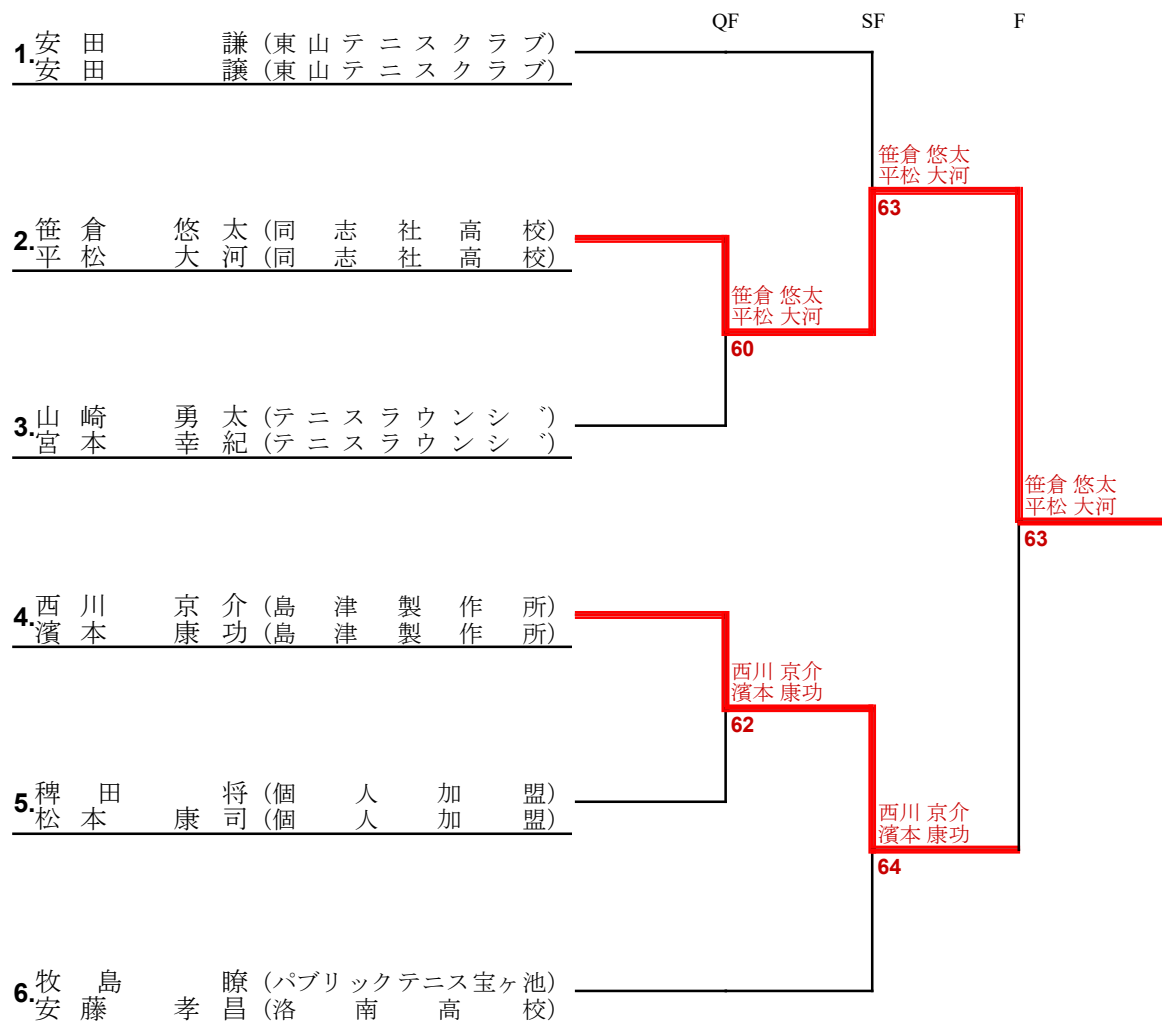 QF SF F
1. 安田 謙 (東山テニスクラブ)
安田 譲 (東山テニスクラブ)
笹倉 悠太
平松 大河
63
2. 笹倉 悠太 (同志社高校)
平松 大河 (同志社高校)
笹倉 悠太
平松 大河
60
3. 山崎 勇太 (テニスラウンジ)
宮本 幸紀 (テニスラウンジ)
笹倉 悠太
平松 大河
63
4. 西川 京介 (島津製作所)
濱本 康功 (島津製作所)
西川 京介
濱本 康功
62
5. 稗田 将 (個人加盟)
松本 康司 (個人加盟)
西川 京介
濱本 康功
64
6. 牧島 瞭 (パブリックテニス宝ヶ池)
安藤 孝昌 (洛南高校)